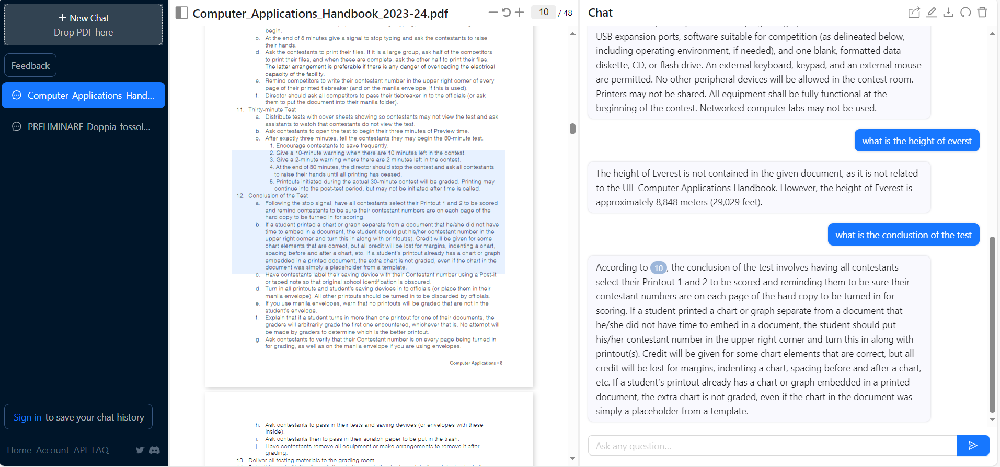 + New Chat
Drop PDF here
Feedback
Computer_Applications_Hand...
PRELIMINARE-Doppia-fossol...
Sign in to save your chat history
Home Account API FAQ
Computer_Applications_Handbook_2023-24.pdf
10 / 48
begin.
c. At the end of 5 minutes give a signal to stop typing and ask the contestants to raise
their hands.
d. Ask the contestants to print their files. If it is a large group, ask half of the competitors
to print their files, and when these are complete, ask the other half to print their files.
The latter arrangement is preferable if there is any danger of overloading the electrical
capacity of the facility.
e. Remind competitors to write their contestant number in the upper right corner of every
page of their printed tiebreaker (and on the manila envelope, if this is used).
f. Director should ask all competitors to pass their tiebreaker in to the officials (or ask
them to put the document into their manila folder).
11. Thirty-minute Test
a. Distribute tests with cover sheets showing so contestants may not view the test and ask
assistants to watch that contestants do not view the test.
b. Ask contestants to open the test to begin their three minutes of Preview time.
c. After exactly three minutes, tell the contestants they may begin the 30-minute test.
1. Encourage contestants to save frequently.
2. Give a 10-minute warning when there are 10 minutes left in the contest.
3. Give a 2-minute warning where there are 2 minutes left in the contest.
4. At the end of 30 minutes, the director should stop the contest and ask all contestants
to raise their hands until all printing has ceased.
5. Printouts initiated during the actual 30-minute contest will be graded. Printing may
continue into the post-test period, but may not be initiated after time is called.
12. Conclusion of the Test
a. Following the stop signal, have all contestants select their Printout 1 and 2 to be scored
and remind contestants to be sure their contestant numbers are on each page of the
hard copy to be turned in for scoring.
b. If a student printed a chart or graph separate from a document that he/she did not have
time to embed in a document, the student should put his/her contestant number in the
upper right corner and turn this in along with printout(s). Credit will be given for some
chart elements that are correct, but all credit will be lost for margins, indenting a chart,
spacing before and after a chart, etc. If a student's printout already has a chart or graph
embedded in a printed document, the extra chart is not graded, even if the chart in the
document was simply a placeholder from a template.
c. Have contestants label their saving device with their Contestant number using a Post-it
or taped note so that original school identification is obscured.
d. Turn in all printouts and student's saving devices in to officials (or place them in their
manila envelope). All other printouts should be turned in to be discarded by officials.
e. If you use manila envelopes, warn that no printouts will be graded that are not in the
student's envelope.
f. Explain that if a student turns in more than one printout for one of their documents, the
graders will arbitrarily grade the first one encountered, whichever that is. No attempt will
be made by graders to determine which is the better printout.
g. Ask contestants to verify that their Contestant number is on every page being turned in
for grading, as well as on the manila envelope if you are using envelopes.
Computer Applications • 8
h. Ask contestants to pass in their tests and saving devices (or envelopes with these
inside).
i. Ask contestants then to pass in their scratch paper to be put in the trash.
j. Have contestants remove all equipment or make arrangements to remove it after
grading.
13. Deliver all testing materials to the grading room.
Chat
USB expansion ports, software suitable for competition (as delineated below,
including operating environment, if needed), and one blank, formatted data
diskette, CD, or flash drive. An external keyboard, keypad, and an external mouse
are permitted. No other peripheral devices will be allowed in the contest room.
Printers may not be shared. All equipment shall be fully functional at the
beginning of the contest. Networked computer labs may not be used.
what is the height of everst
The height of Everest is not contained in the given document, as it is not related
to the UIL Computer Applications Handbook. However, the height of Everest is
approximately 8,848 meters (29,029 feet).
what is the conclustion of the test
According to 10, the conclusion of the test involves having all contestants
select their Printout 1 and 2 to be scored and reminding them to be sure their
contestant numbers are on each page of the hard copy to be turned in for
scoring. If a student printed a chart or graph separate from a document that
he/she did not have time to embed in a document, the student should put
his/her contestant number in the upper right corner and turn this in along with
printout(s). Credit will be given for some chart elements that are correct, but all
credit will be lost for margins, indenting a chart, spacing before and after a chart,
etc. If a student's printout already has a chart or graph embedded in a printed
document, the extra chart is not graded, even if the chart in the document was
simply a placeholder from a template.
Ask any question...